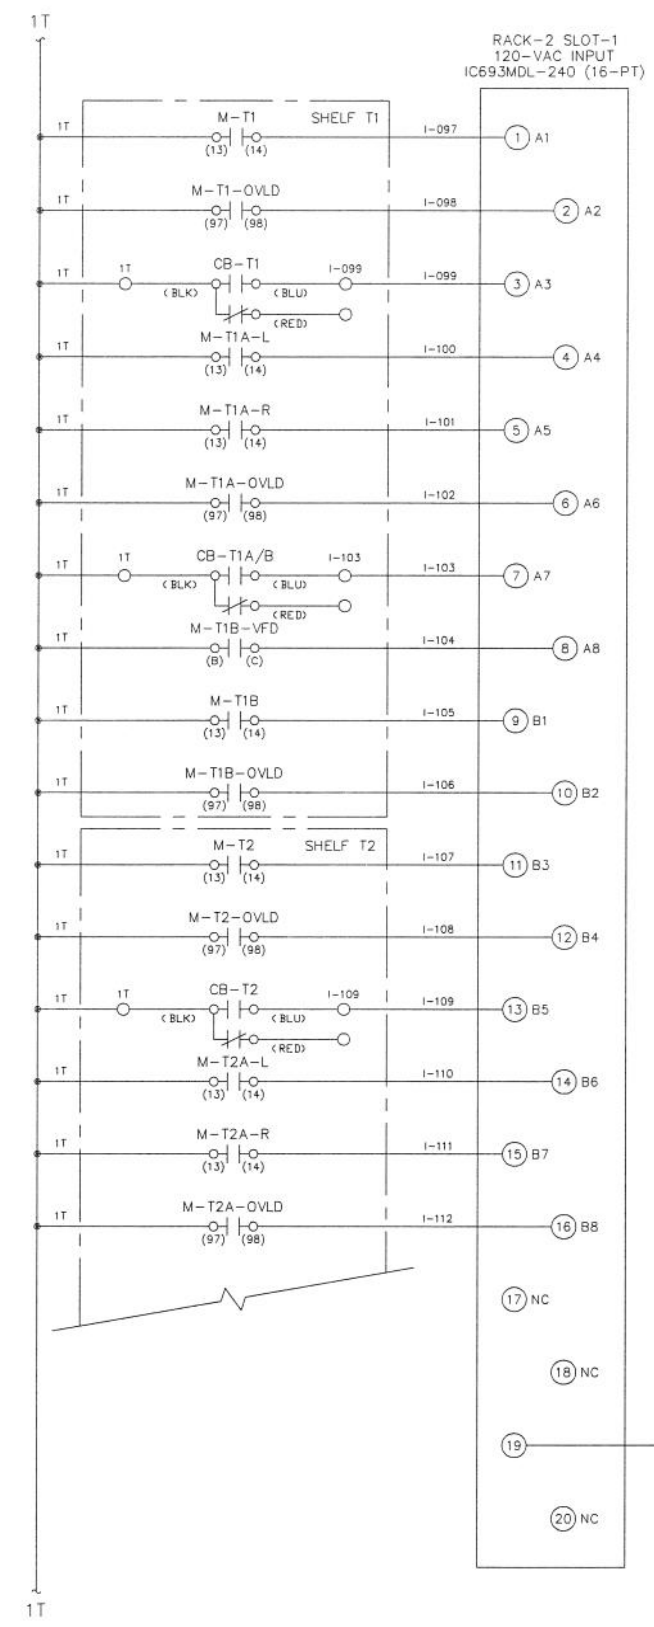 1T
RACK-2 SLOT-1
120-VAC INPUT
IC693MDL-240 (16-PT)
SHELF T1
1T M-T1 (13) (14) I-097 1 A1
M-T1-OVLD
1T (97) (98) I-098 2 A2
1T 1T CB-T1 I-099 I-099 3 A3
(BLK) (BLU)
(RED)
M-T1A-L
1T (13) (14) I-100 4 A4
M-T1A-R
1T (13) (14) I-101 5 A5
M-T1A-OVLD
1T (97) (98) I-102 6 A6
1T 1T CB-T1A/B I-103 I-103 7 A7
(BLK) (BLU)
(RED)
M-T1B-VFD
1T (B) (C) I-104 8 A8
M-T1B
1T (13) (14) I-105 9 B1
M-T1B-OVLD
1T (97) (98) I-106 10 B2
SHELF T2
M-T2
1T (13) (14) I-107 11 B3
M-T2-OVLD
1T (97) (98) I-108 12 B4
1T 1T CB-T2 I-109 I-109 13 B5
(BLK) (BLU)
(RED)
M-T2A-L
1T (13) (14) I-110 14 B6
M-T2A-R
1T (13) (14) I-111 15 B7
M-T2A-OVLD
1T (97) (98) I-112 16 B8
17 NC
18 NC
19
20 NC
1T